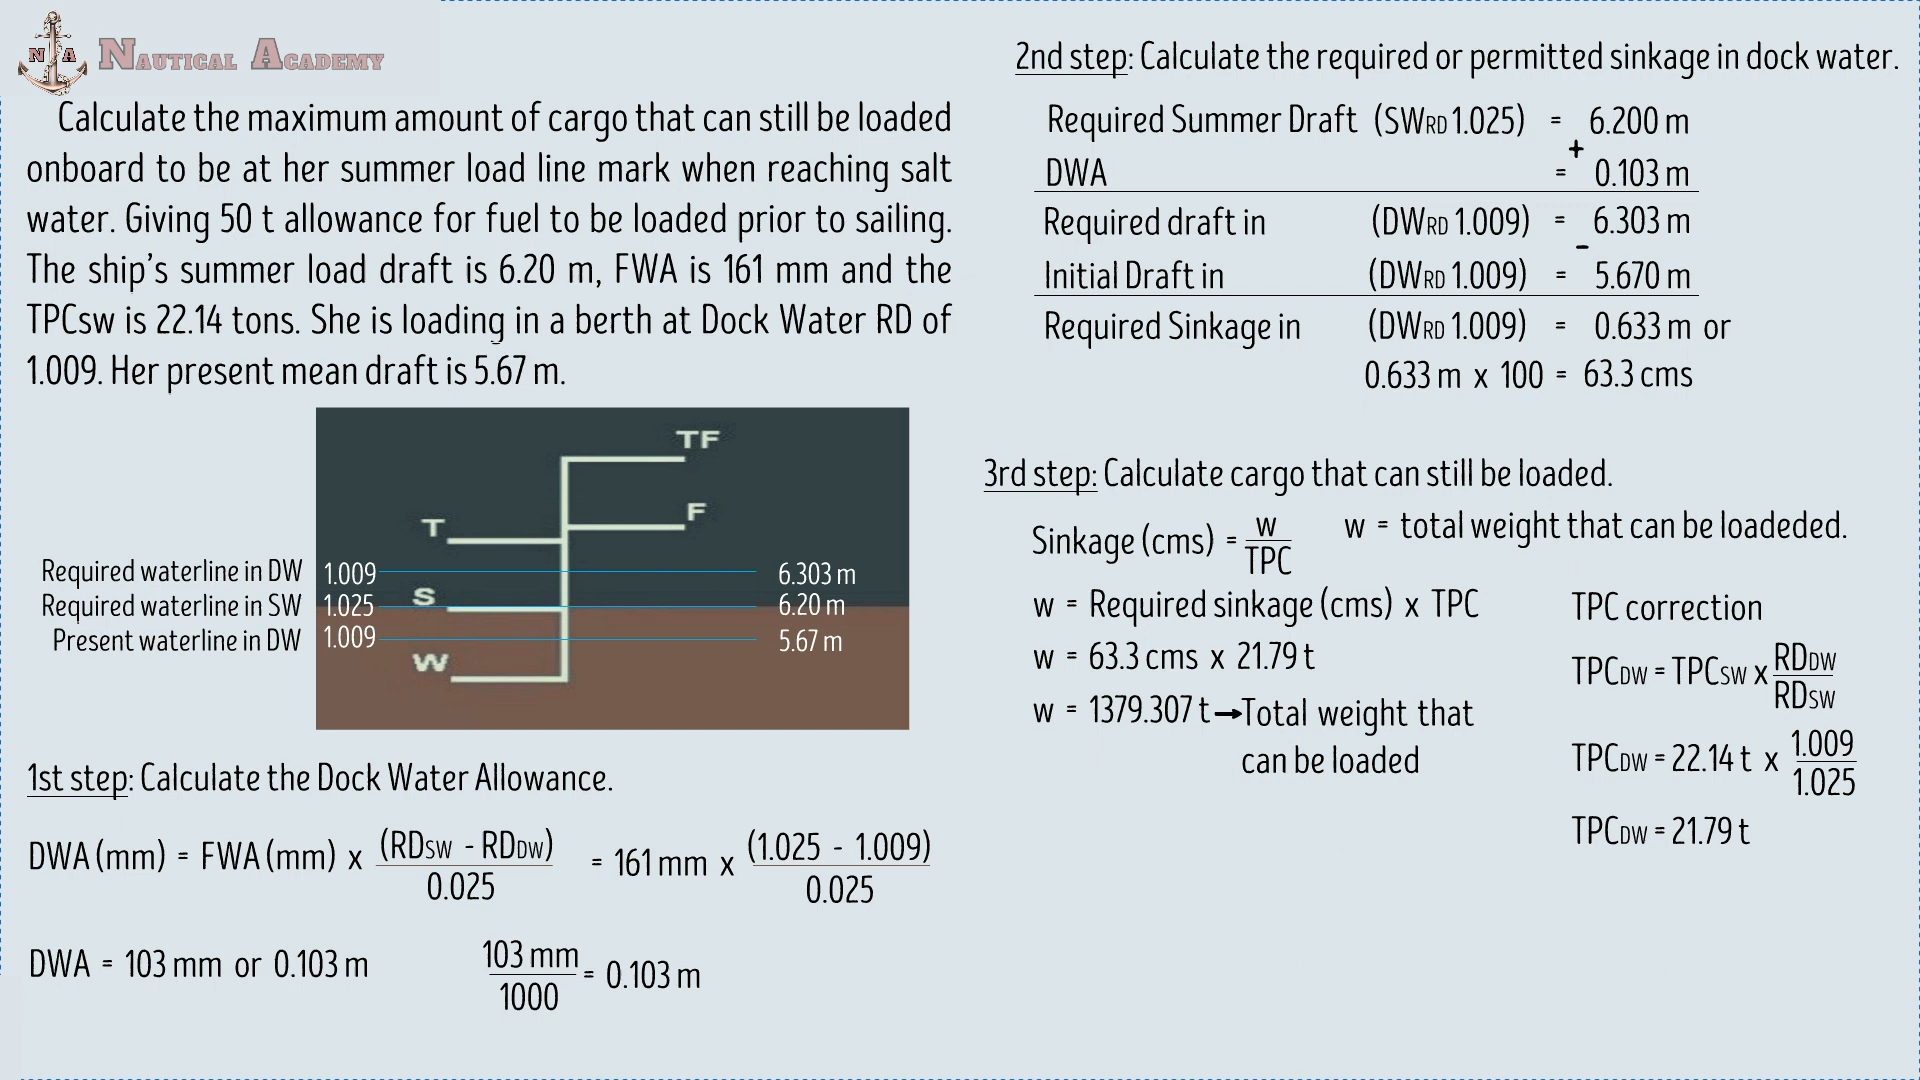 NAUTICAL ACADEMY
N A
Calculate the maximum amount of cargo that can still be loaded
onboard to be at her summer load line mark when reaching salt
water. Giving 50 t allowance for fuel to be loaded prior to sailing.
The ship's summer load draft is 6.20 m, FWA is 161 mm and the
TPCsw is 22.14 tons. She is loading in a berth at Dock Water RD of
1.009. Her present mean draft is 5.67 m.
TF
F
T
Required waterline in DW 1.009 6.303 m
S
Required waterline in SW 1.025 6.20 m
Present waterline in DW 1.009 5.67 m
W
1st step: Calculate the Dock Water Allowance.
DWA (mm) = FWA (mm) x (RDSW - RDDW) / 0.025 = 161 mm x (1.025 - 1.009) / 0.025
DWA = 103 mm or 0.103 m 103 mm / 1000 = 0.103 m
2nd step: Calculate the required or permitted sinkage in dock water.
Required Summer Draft (SWRD 1.025) = 6.200 m
+
DWA = 0.103 m
Required draft in (DWRD 1.009) = 6.303 m
-
Initial Draft in (DWRD 1.009) = 5.670 m
Required Sinkage in (DWRD 1.009) = 0.633 m or
0.633 m x 100 = 63.3 cms
3rd step: Calculate cargo that can still be loaded.
Sinkage (cms) = w / TPC w = total weight that can be loadeded.
w = Required sinkage (cms) x TPC
w = 63.3 cms x 21.79 t
w = 1379.307 t → Total weight that
can be loaded
TPC correction
TPCDW = TPCSW x RDDW / RDSW
TPCDW = 22.14 t x 1.009 / 1.025
TPCDW = 21.79 t